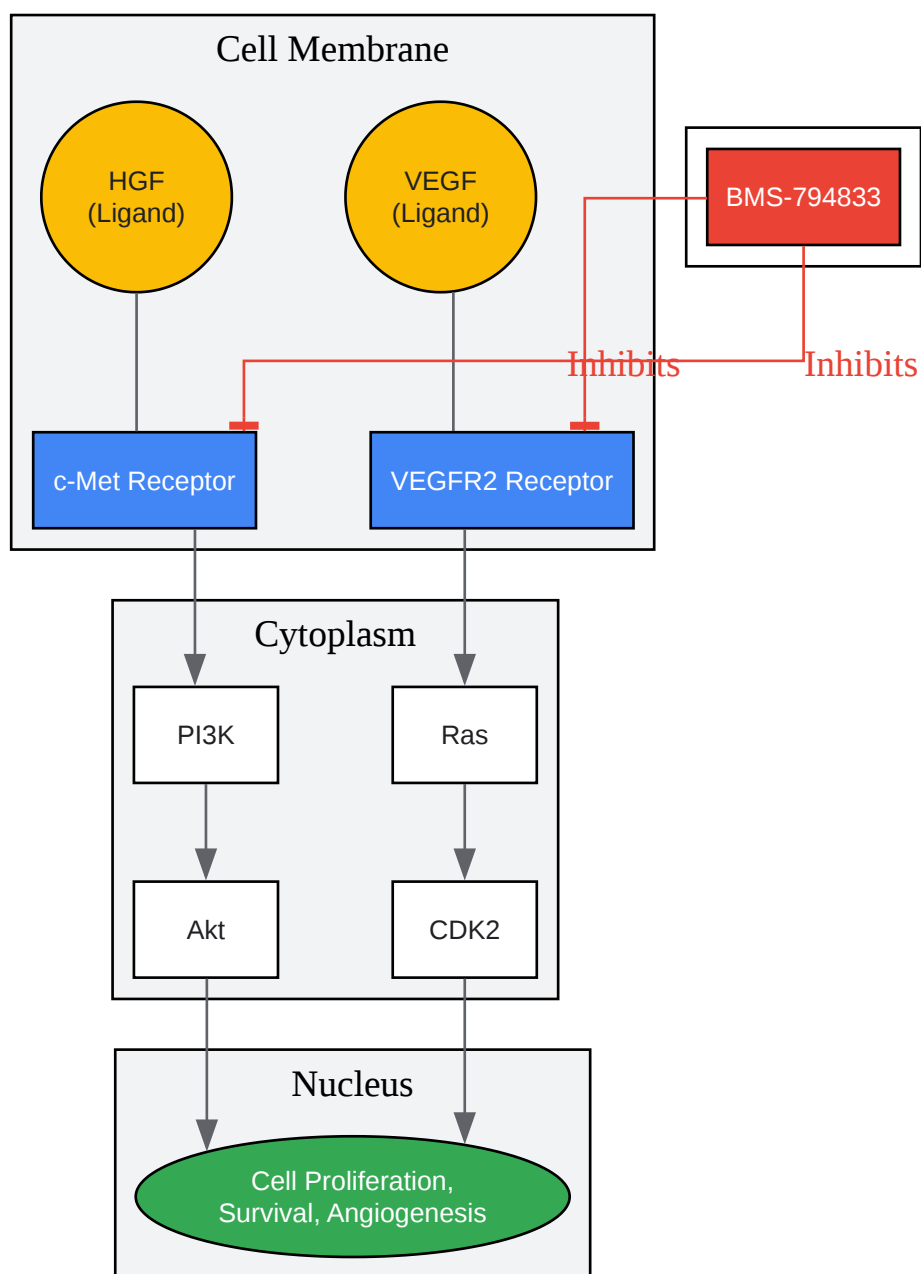 Cell Membrane
HGF
(Ligand)
VEGF
(Ligand)
BMS-794833
Inhibits
Inhibits
c-Met Receptor
VEGFR2 Receptor
Cytoplasm
PI3K
Ras
Akt
CDK2
Nucleus
Cell Proliferation,
Survival, Angiogenesis